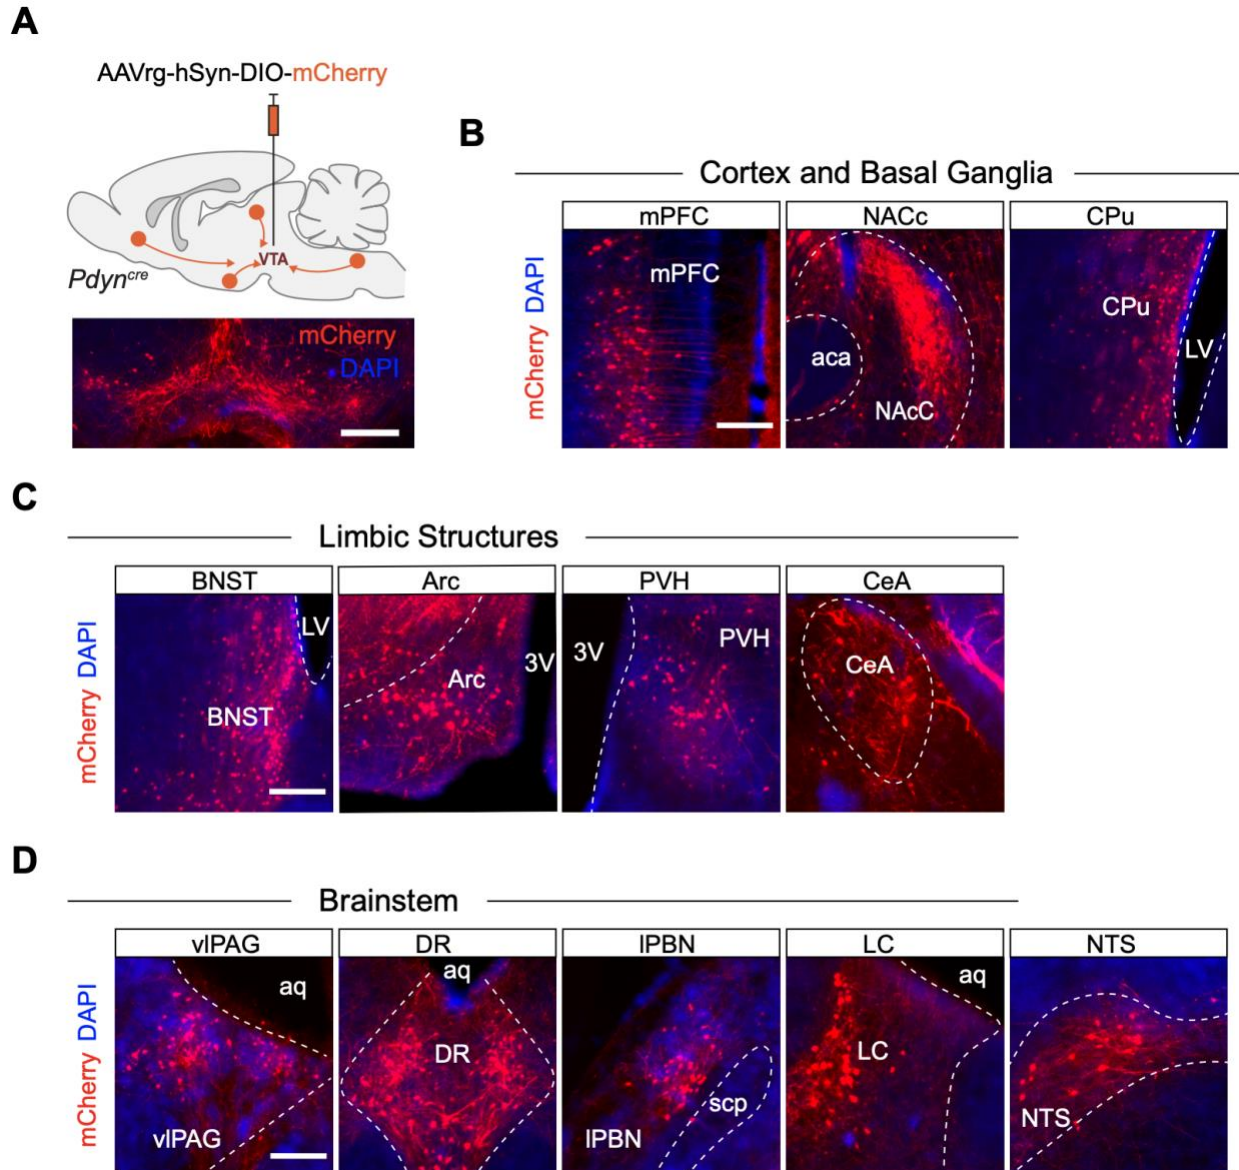 A
AAVrg-hSyn-DIO-mCherry
VTA
Pdyn^cre
mCherry
DAPI
B
Cortex and Basal Ganglia
mPFC NACc CPu
mCherry DAPI
mPFC
aca
NAcC
CPu
LV
C
Limbic Structures
BNST Arc PVH CeA
mCherry DAPI
LV
BNST
Arc
3V
3V
PVH
CeA
D
Brainstem
vlPAG DR lPBN LC NTS
mCherry DAPI
aq
vlPAG
aq
DR
scp
lPBN
aq
LC
NTS